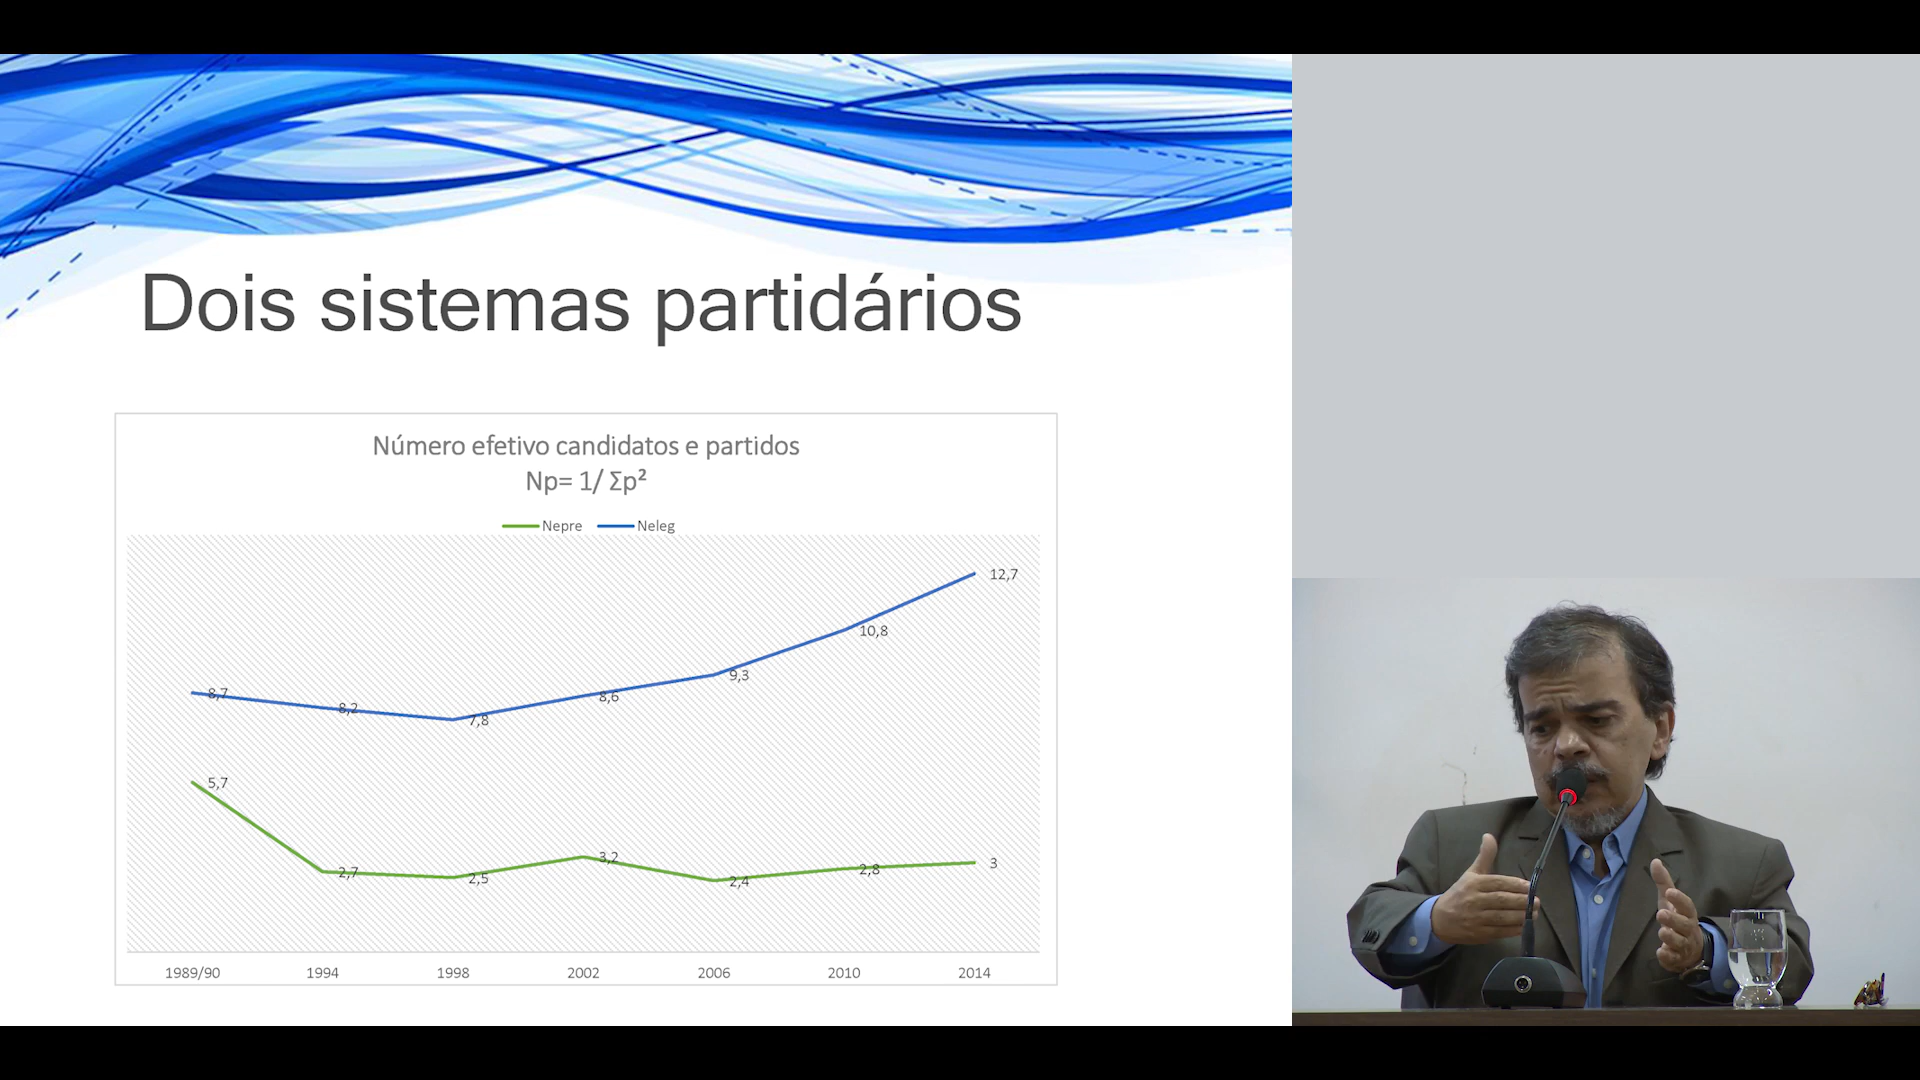 Dois sistemas partidários
Número efetivo candidatos e partidos
Np= 1/ Σp²
Nepre Neleg
12,7
10,8
9,3
8,7
8,2
7,8
8,6
5,7
2,7
2,5
3,2
2,4
2,8
3
1989/90 1994 1998 2002 2006 2010 2014